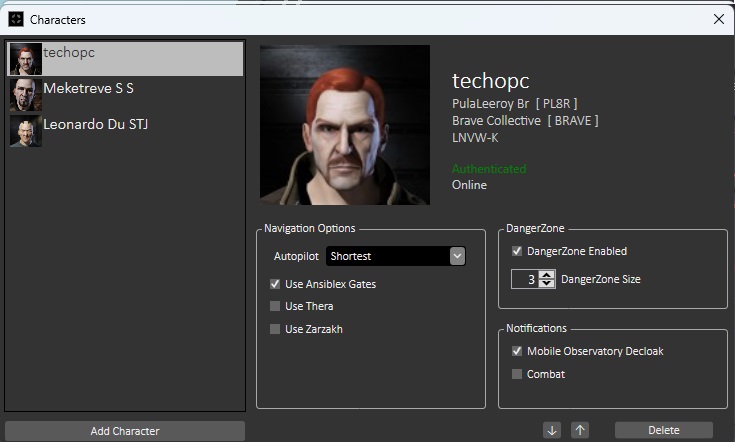 Characters
techopc
Meketreve S S
Leonardo Du STJ
Add Character
techopc
PulaLeeroy Br [ PL8R ]
Brave Collective [ BRAVE ]
LNVW-K
Authenticated
Online
Navigation Options
Autopilot Shortest
Use Ansiblex Gates
Use Thera
Use Zarzakh
DangerZone
DangerZone Enabled
3 DangerZone Size
Notifications
Mobile Observatory Decloak
Combat
Delete